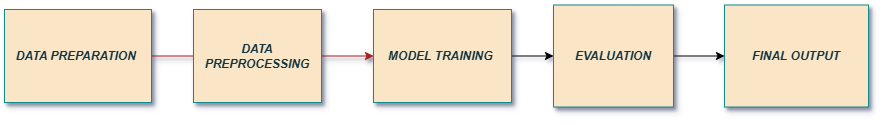 DATA PREPARATION
DATA
PREPROCESSING
MODEL TRAINING
EVALUATION
FINAL OUTPUT